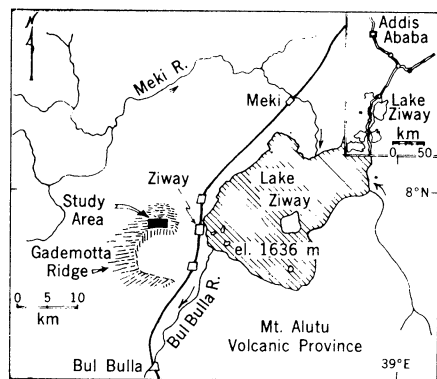 N
Addis
Ababa
Meki R.
Meki
Lake
Ziway
km
0 50
Ziway
Lake
Ziway
8°N
Study
Area
el. 1636 m
Gademotta
Ridge
0 5 10
km
Bul Bulla R.
Mt. Alutu
Volcanic Province
Bul Bulla
39°E